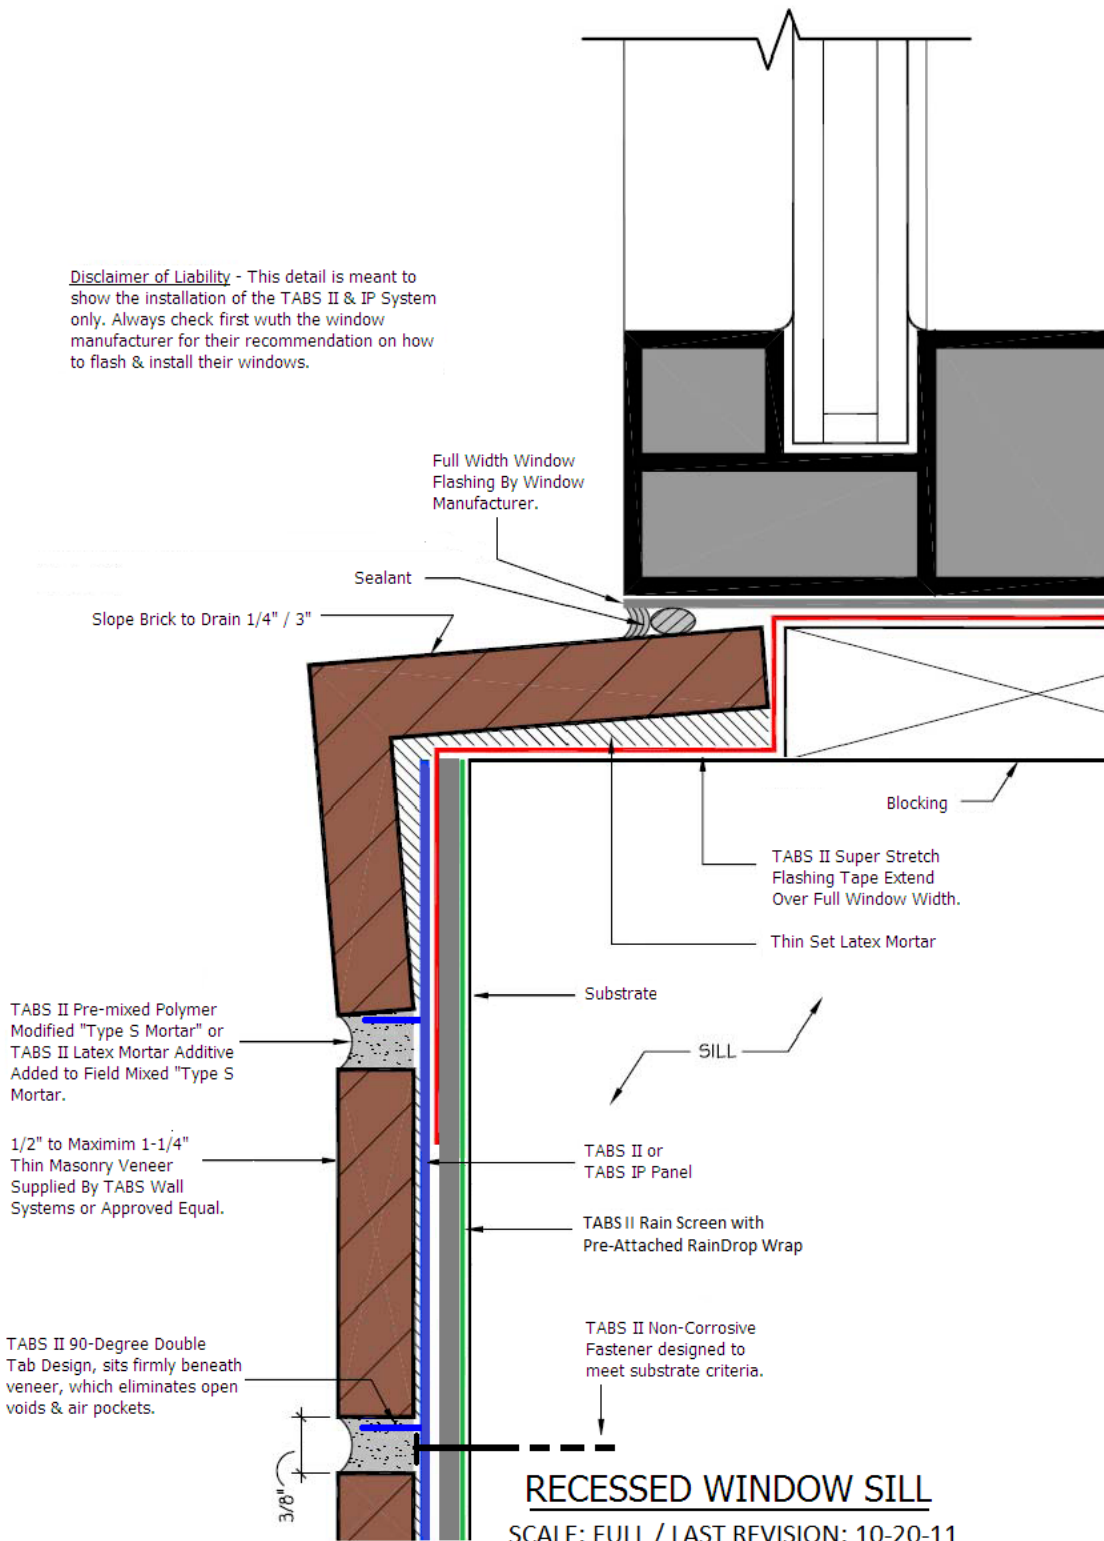 Disclaimer of Liability - This detail is meant to
show the installation of the TABS II & IP System
only. Always check first wuth the window
manufacturer for their recommendation on how
to flash & install their windows.
Full Width Window
Flashing By Window
Manufacturer.
Sealant
Slope Brick to Drain 1/4" / 3"
Blocking
TABS II Super Stretch
Flashing Tape Extend
Over Full Window Width.
Thin Set Latex Mortar
Substrate
SILL
TABS II Pre-mixed Polymer
Modified "Type S Mortar" or
TABS II Latex Mortar Additive
Added to Field Mixed "Type S
Mortar.
1/2" to Maximim 1-1/4"
Thin Masonry Veneer
Supplied By TABS Wall
Systems or Approved Equal.
TABS II or
TABS IP Panel
TABS II Rain Screen with
Pre-Attached RainDrop Wrap
TABS II Non-Corrosive
Fastener designed to
meet substrate criteria.
TABS II 90-Degree Double
Tab Design, sits firmly beneath
veneer, which eliminates open
voids & air pockets.
3/8"
RECESSED WINDOW SILL
SCALE: FULL / LAST REVISION: 10-20-11